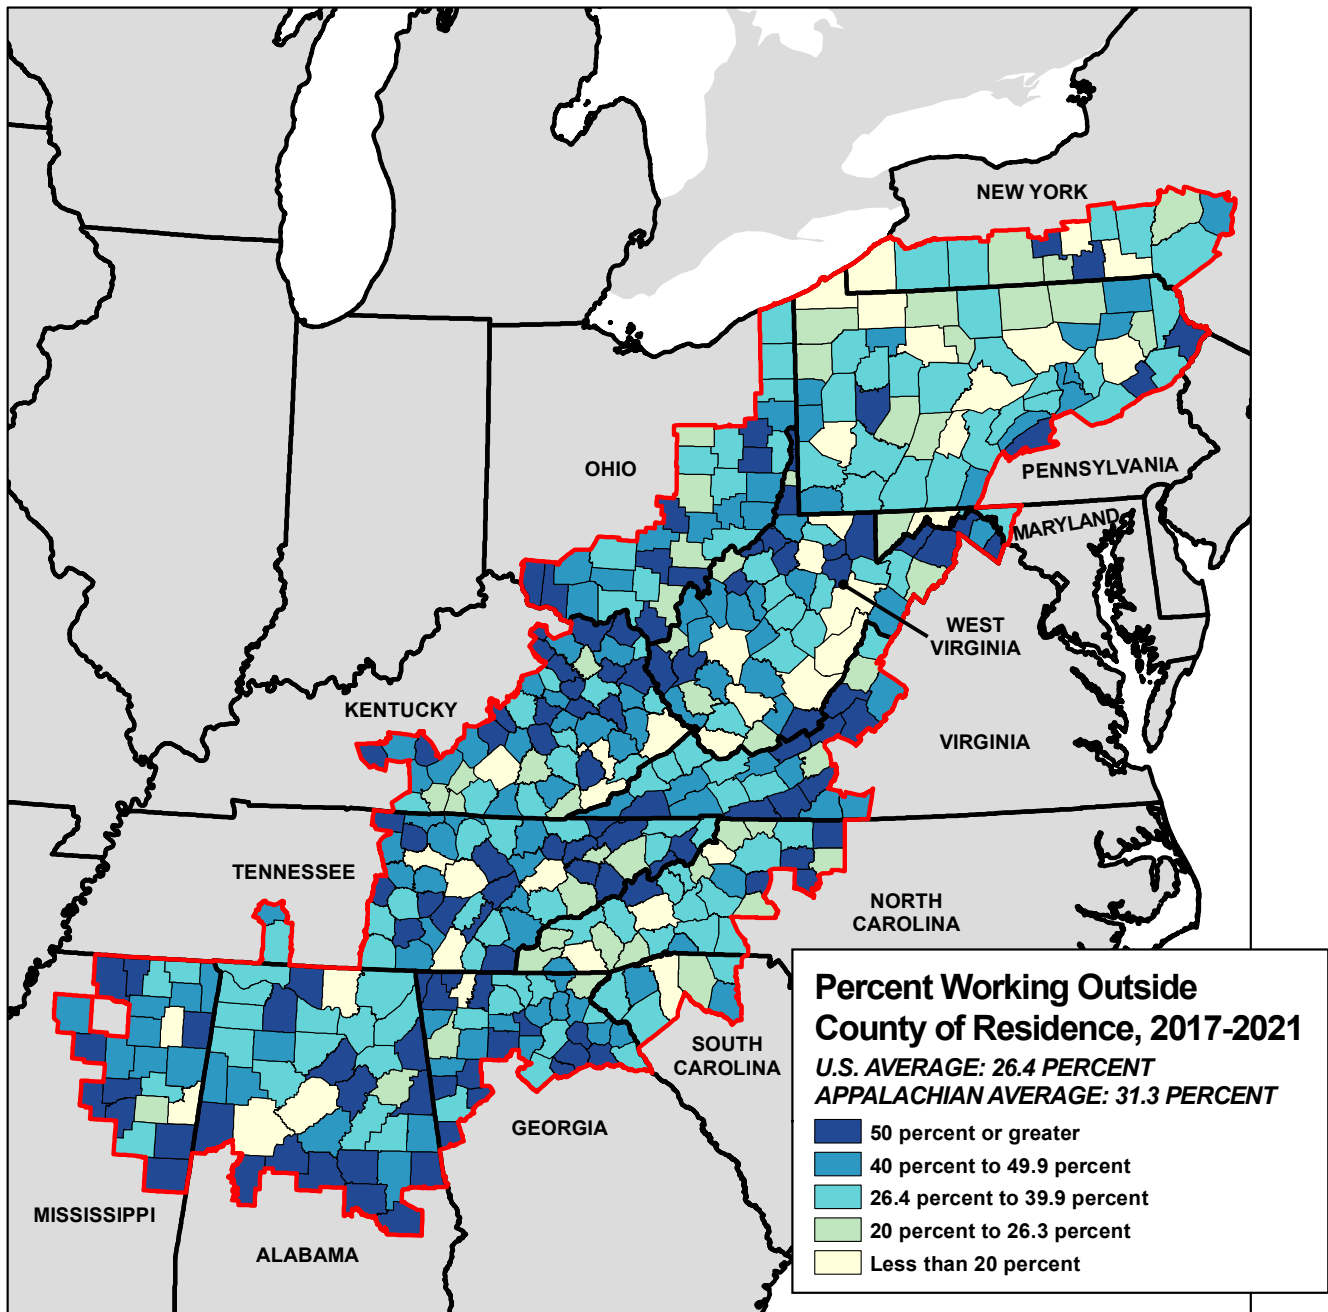 NEW YORK
OHIO
PENNSYLVANIA
MARYLAND
WEST
VIRGINIA
KENTUCKY
VIRGINIA
TENNESSEE
NORTH
CAROLINA
SOUTH
CAROLINA
GEORGIA
MISSISSIPPI
ALABAMA
Percent Working Outside
County of Residence, 2017-2021
U.S. AVERAGE: 26.4 PERCENT
APPALACHIAN AVERAGE: 31.3 PERCENT
50 percent or greater
40 percent to 49.9 percent
26.4 percent to 39.9 percent
20 percent to 26.3 percent
Less than 20 percent